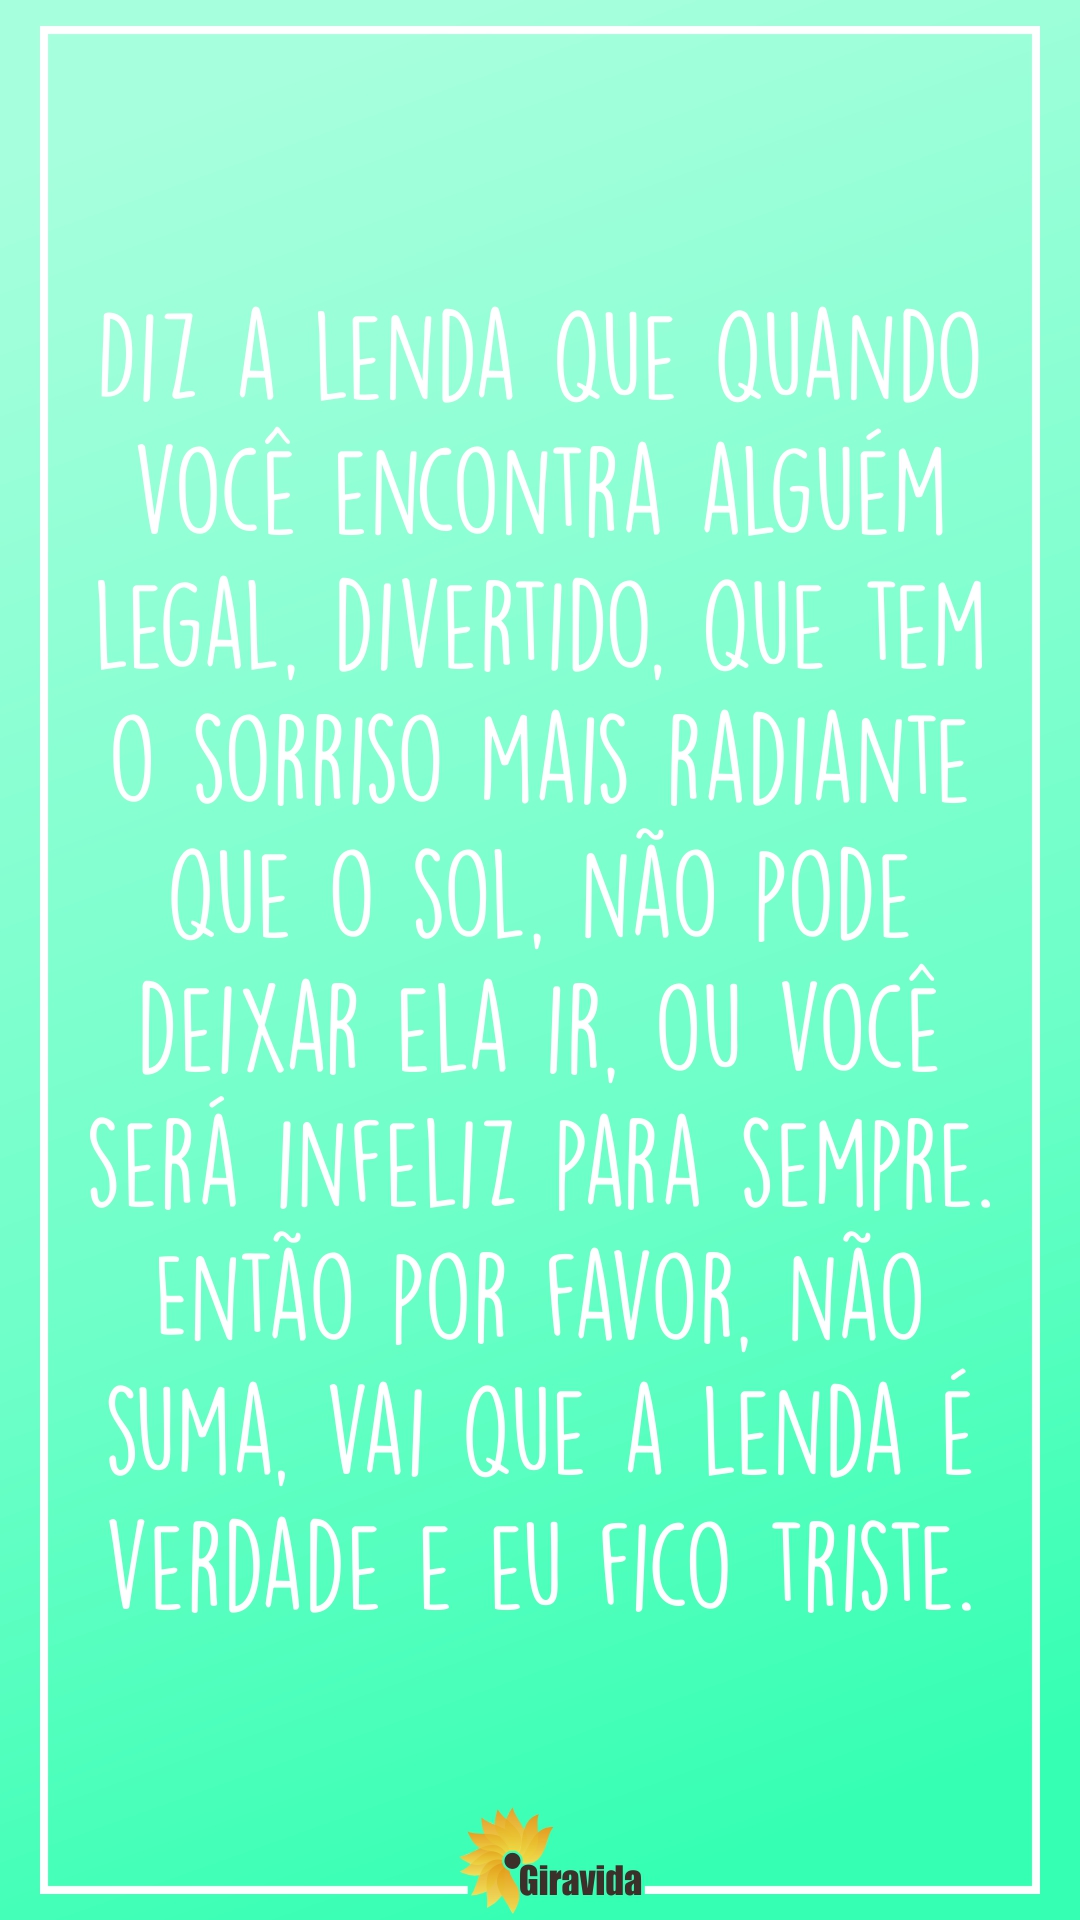 DIZ A LENDA QUE QUANDO
VOCÊ ENCONTRA ALGUÉM
LEGAL, DIVERTIDO, QUE TEM
O SORRISO MAIS RADIANTE
QUE O SOL, NÃO PODE
DEIXAR ELA IR, OU VOCÊ
SERÁ INFELIZ PARA SEMPRE.
ENTÃO POR FAVOR, NÃO
SUMA, VAI QUE A LENDA É
VERDADE E EU FICO TRISTE.
Giravida